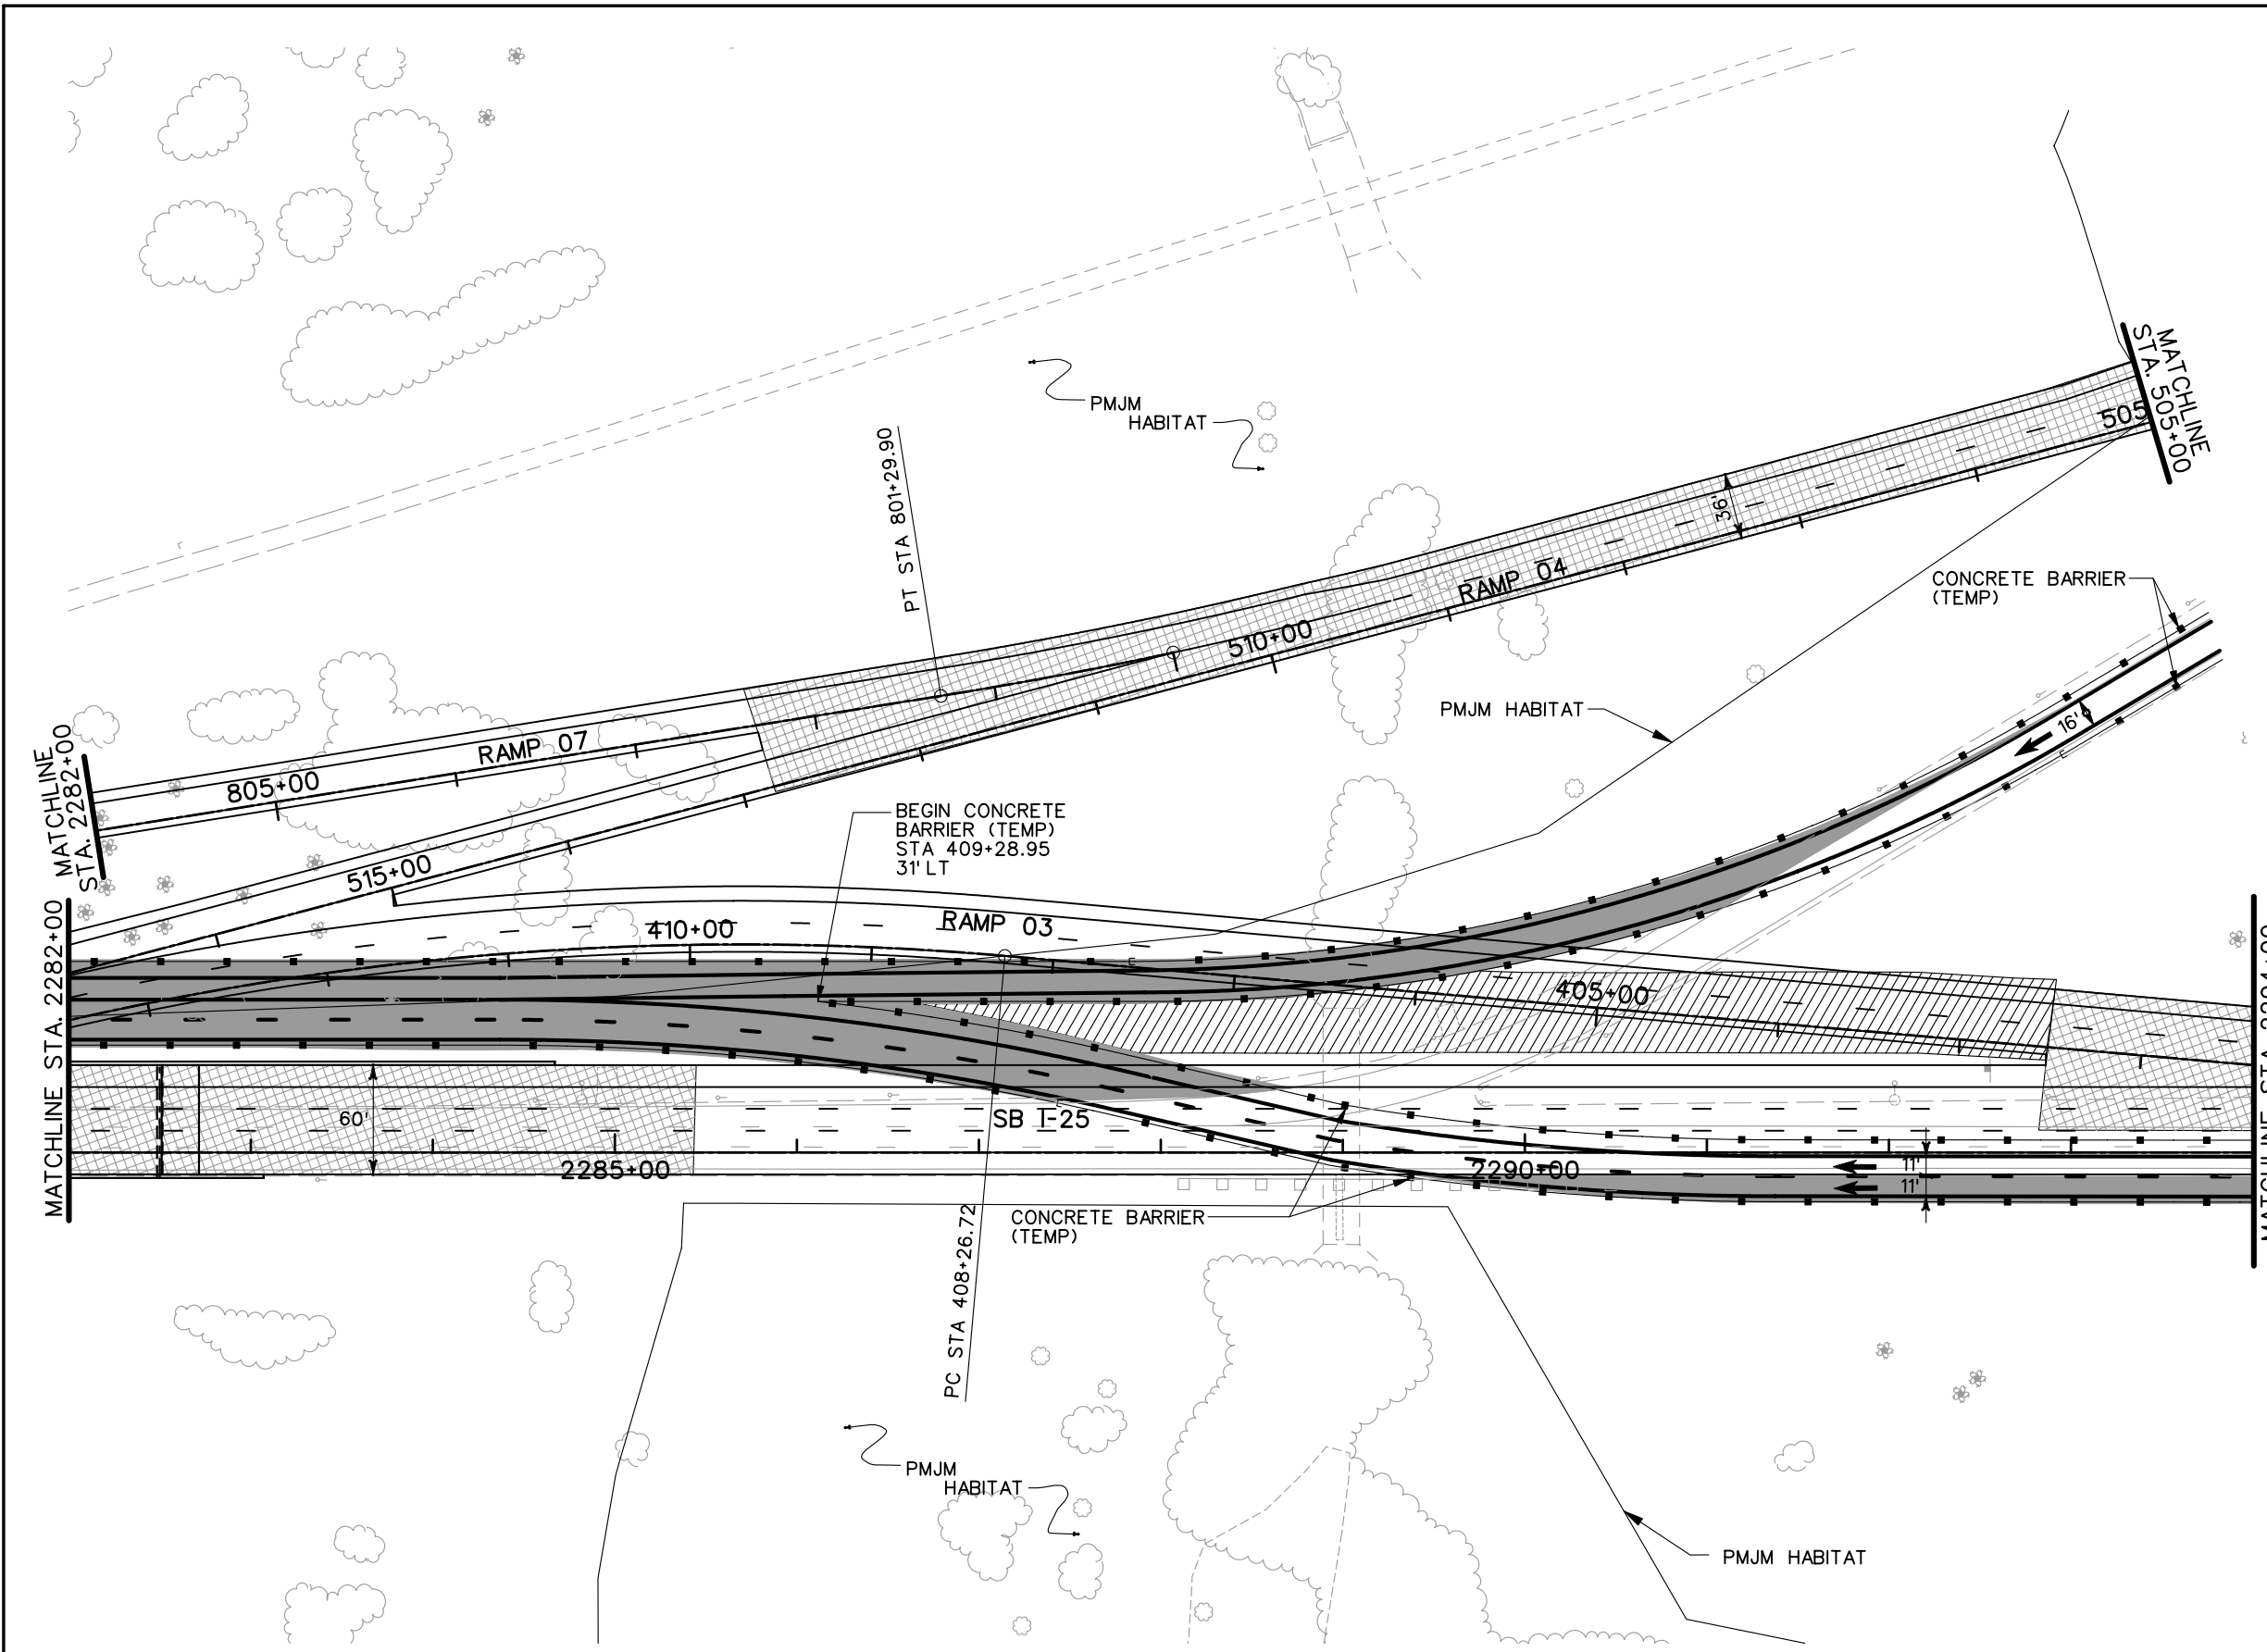 MATCHLINE
STA. 505+00
505
PMJM
HABITAT
36'
PT STA 801+29.90
RAMP 04
510+00
CONCRETE BARRIER
(TEMP)
PMJM HABITAT
16'
RAMP 07
805+00
MATCHLINE
STA. 2282+00
BEGIN CONCRETE
BARRIER (TEMP)
STA 409+28.95
31' LT
515+00
RAMP 03
410+00
405+00
MATCHLINE STA. 2282+00
60'
SB I-25
2285+00
2290+00
11'
11'
CONCRETE BARRIER
(TEMP)
PC STA 408+26.72
PMJM
HABITAT
PMJM HABITAT